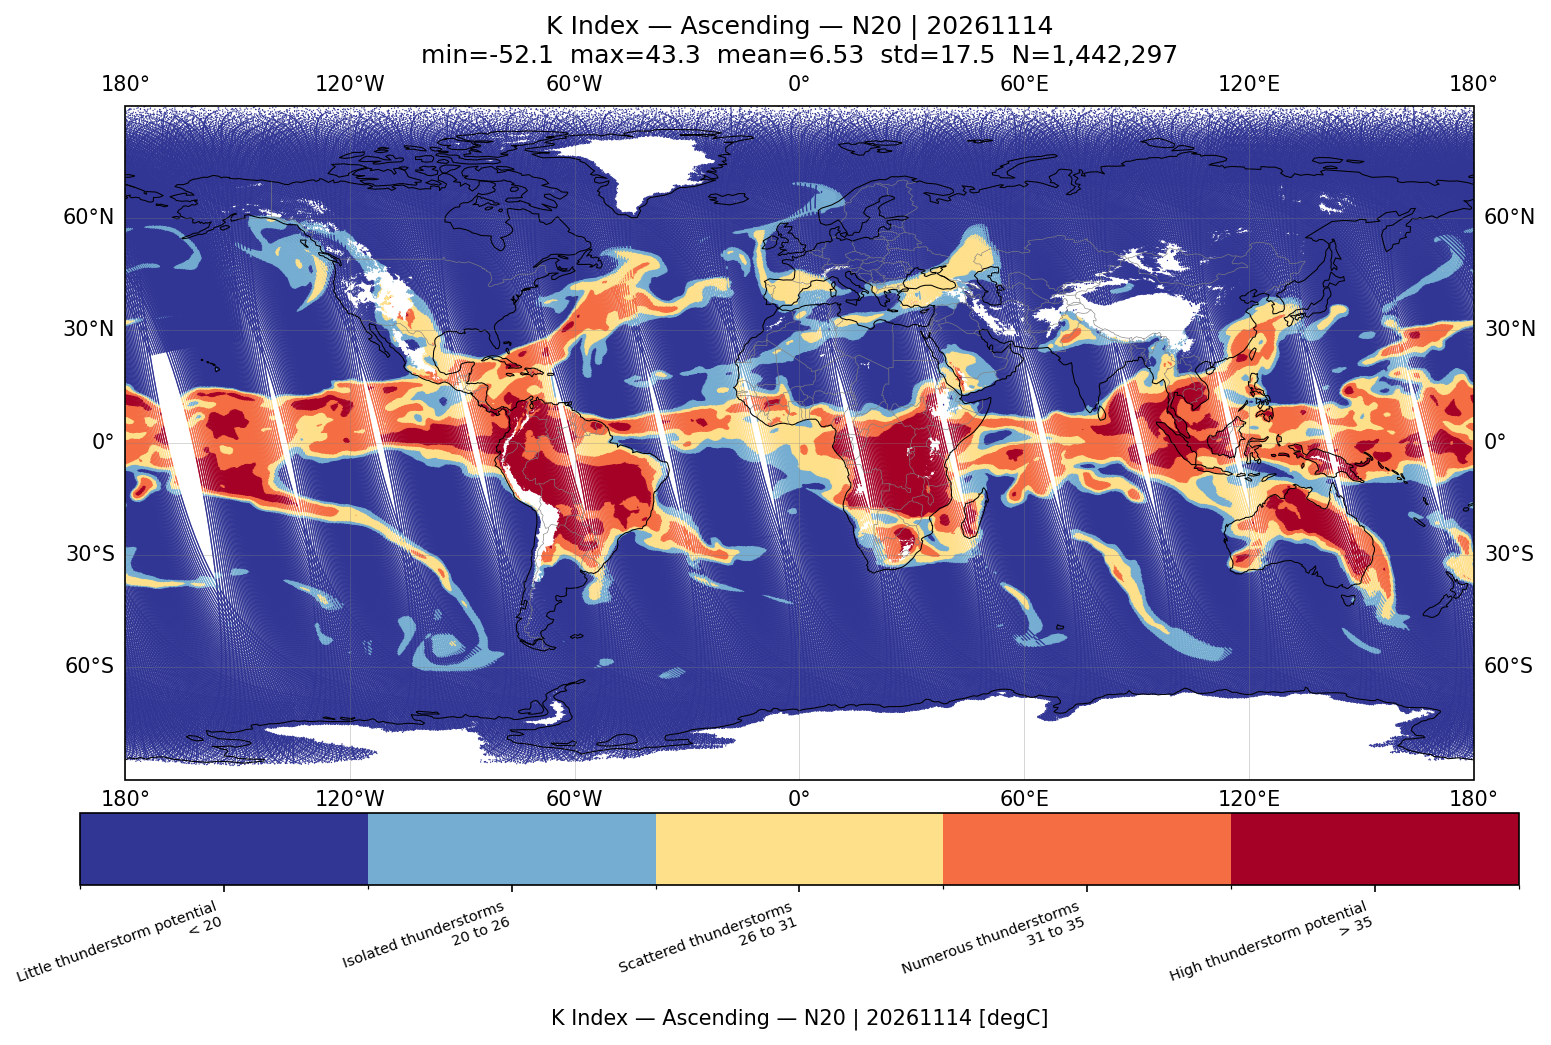 K Index — Ascending — N20 | 20261114
min=-52.1 max=43.3 mean=6.53 std=17.5 N=1,442,297
180° 120°W 60°W 0° 60°E 120°E 180°
60°N 60°N
30°N 30°N
0° 0°
30°S 30°S
60°S 60°S
180° 120°W 60°W 0° 60°E 120°E 180°
Little thunderstorm potential
< 20
Isolated thunderstorms
20 to 26
Scattered thunderstorms
26 to 31
Numerous thunderstorms
31 to 35
High thunderstorm potential
> 35
K Index — Ascending — N20 | 20261114 [degC]